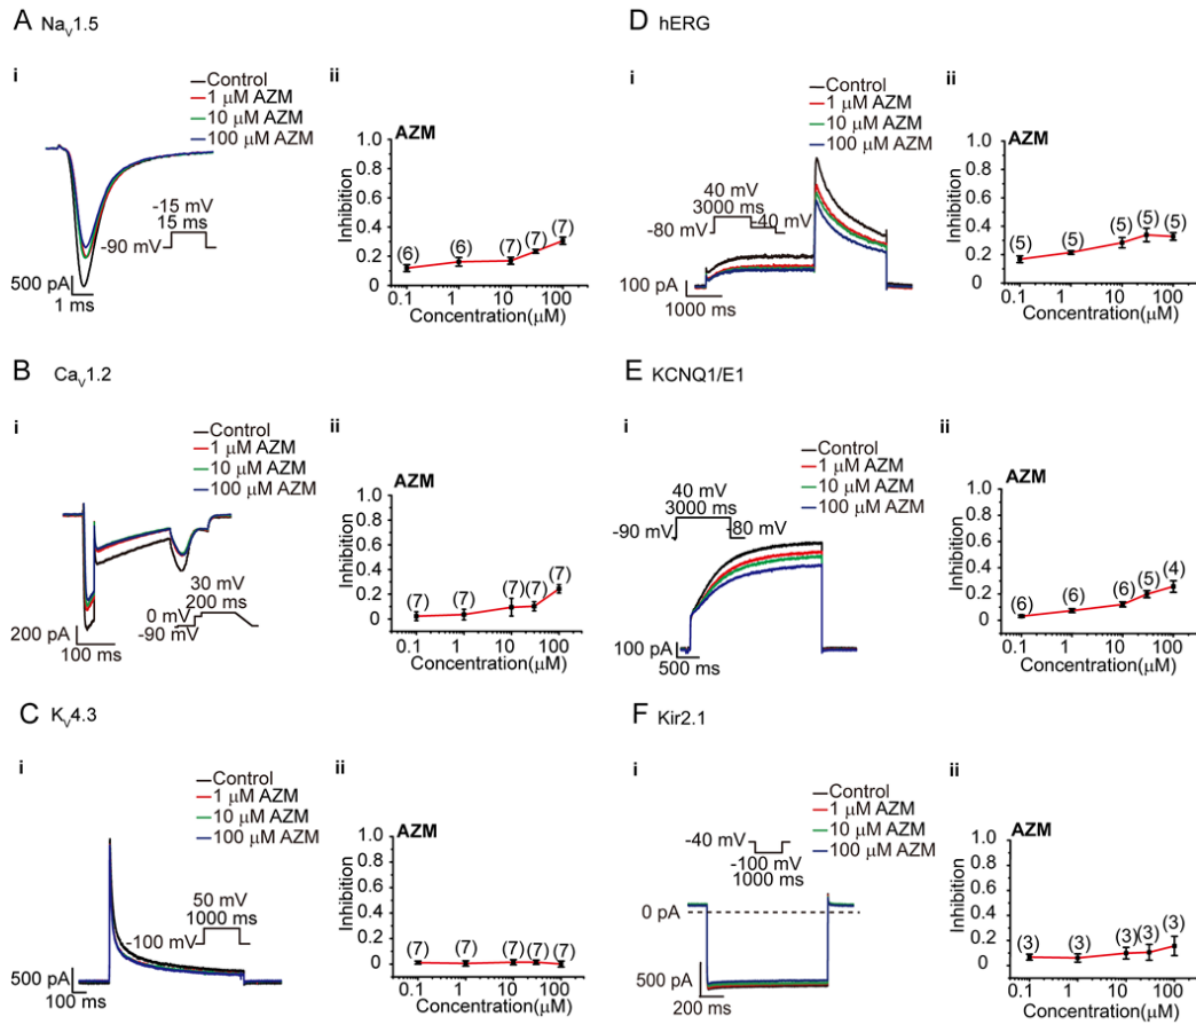 A Nav1.5
i
Control
1 μM AZM
10 μM AZM
100 μM AZM
-15 mV
15 ms
-90 mV
500 pA
1 ms
ii
AZM
1.0
0.8
0.6
0.4
0.2
0
Inhibition
(6) (6) (7) (7) (7)
0.1 1 10 100
Concentration(μM)
B Cav1.2
i
Control
1 μM AZM
10 μM AZM
100 μM AZM
30 mV
200 ms
0 mV
-90 mV
200 pA
100 ms
ii
AZM
1.0
0.8
0.6
0.4
0.2
0
Inhibition
(7) (7) (7) (7) (7)
0.1 1 10 100
Concentration(μM)
C Kv4.3
i
Control
1 μM AZM
10 μM AZM
100 μM AZM
50 mV
1000 ms
-100 mV
500 pA
100 ms
ii
AZM
1.0
0.8
0.6
0.4
0.2
0
Inhibition
(7) (7) (7) (7) (7)
0.1 1 10 100
Concentration(μM)
D hERG
i
Control
1 μM AZM
10 μM AZM
100 μM AZM
40 mV
3000 ms
-40 mV
-80 mV
100 pA
1000 ms
ii
AZM
1.0
0.8
0.6
0.4
0.2
0
Inhibition
(5) (5) (5) (5) (5)
0.1 1 10 100
Concentration(μM)
E KCNQ1/E1
i
Control
1 μM AZM
10 μM AZM
100 μM AZM
40 mV
3000 ms
-90 mV
-80 mV
100 pA
500 ms
ii
AZM
1.0
0.8
0.6
0.4
0.2
0
Inhibition
(6) (6) (6) (5) (4)
0.1 1 10 100
Concentration(μM)
F Kir2.1
i
Control
1 μM AZM
10 μM AZM
100 μM AZM
-40 mV
-100 mV
1000 ms
0 pA
500 pA
200 ms
ii
AZM
1.0
0.8
0.6
0.4
0.2
0
Inhibition
(3) (3) (3) (3) (3)
0.1 1 10 100
Concentration(μM)